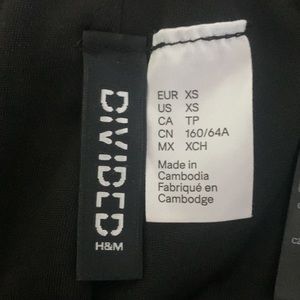 DIVIDED
H&M
EUR XS
US XS
CA TP
CN 160/64A
MX XCH
Made in
Cambodia
Fabriqué en
Cambodge